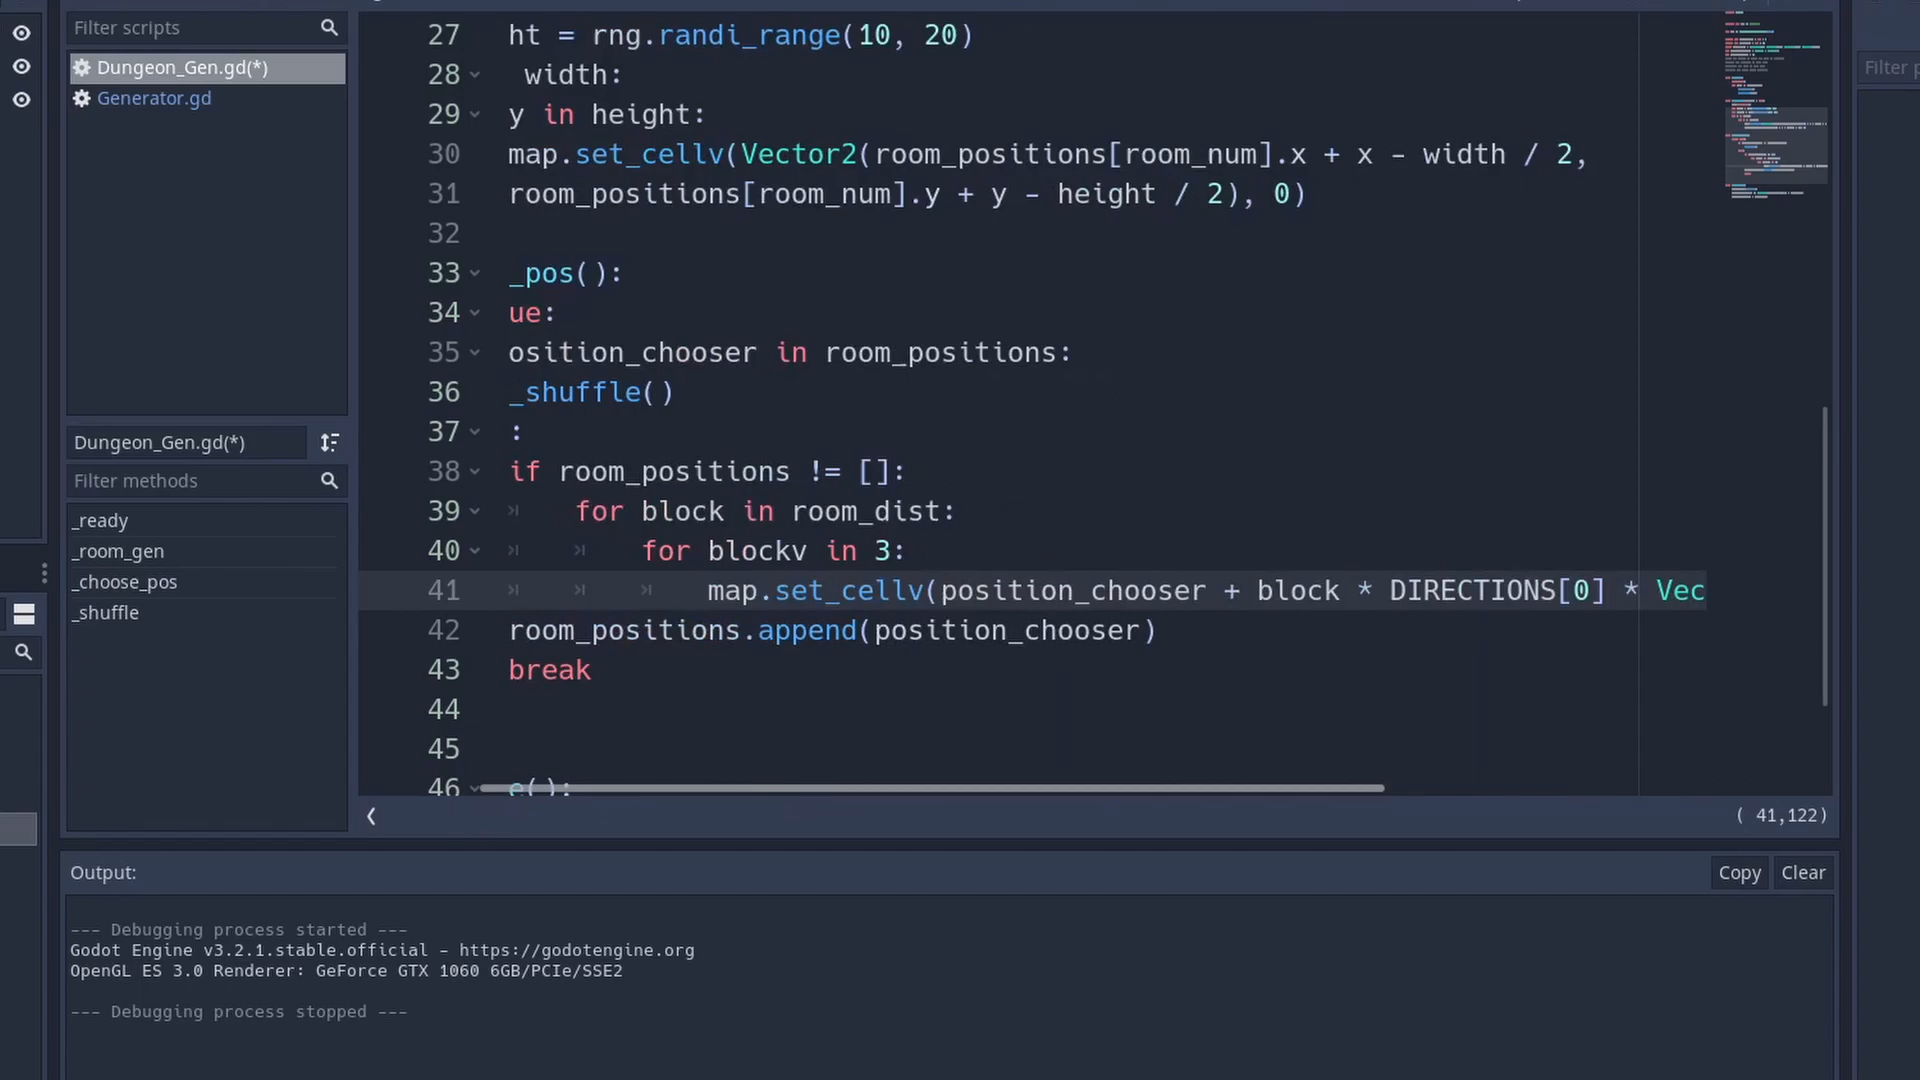 Filter scripts
Dungeon_Gen.gd(*)
Generator.gd
Dungeon_Gen.gd(*)
Filter methods
_ready
_room_gen
_choose_pos
_shuffle
27 ht = rng.randi_range(10, 20)
28 width:
29 y in height:
30 map.set_cellv(Vector2(room_positions[room_num].x + x - width / 2,
31 room_positions[room_num].y + y - height / 2), 0)
32
33 _pos():
34 ue:
35 osition_chooser in room_positions:
36 _shuffle()
37 :
38 if room_positions != []:
39 for block in room_dist:
40 for blockv in 3:
41 map.set_cellv(position_chooser + block * DIRECTIONS[0] * Vec
42 room_positions.append(position_chooser)
43 break
44
45
46 e():
( 41,122)
Filter p
Output:
Copy
Clear
--- Debugging process started ---
Godot Engine v3.2.1.stable.official - https://godotengine.org
OpenGL ES 3.0 Renderer: GeForce GTX 1060 6GB/PCIe/SSE2
--- Debugging process stopped ---